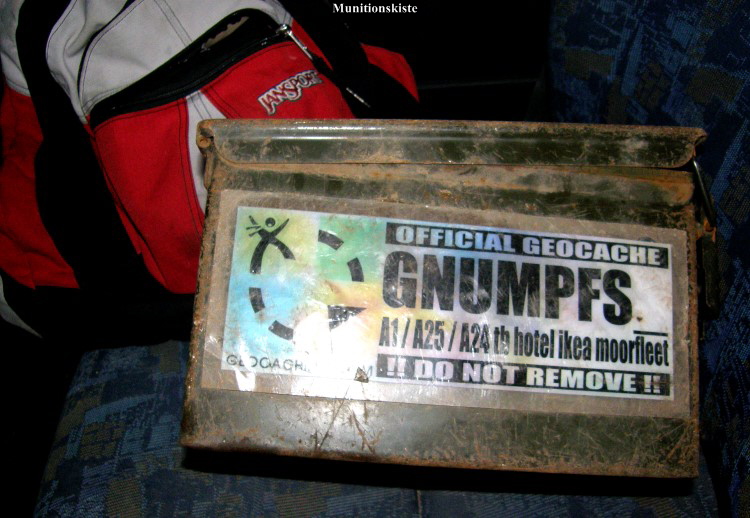 Munitionskiste
JANSPORT
OFFICIAL GEOCACHE
GNUMPFS
A1 / A25 / A24 tb hotel ikea moorfleet
!! DO NOT REMOVE !!